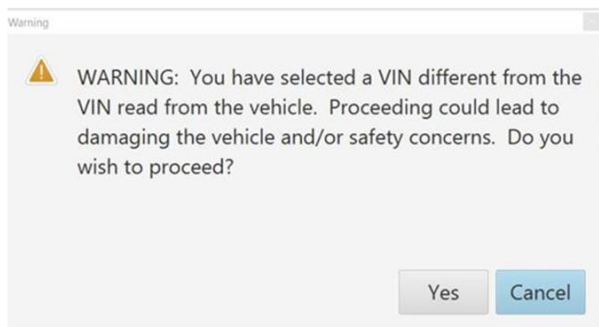 Warning
WARNING:  You have selected a VIN different from the
VIN read from the vehicle.  Proceeding could lead to
damaging the vehicle and/or safety concerns.  Do you
wish to proceed?
Yes
Cancel